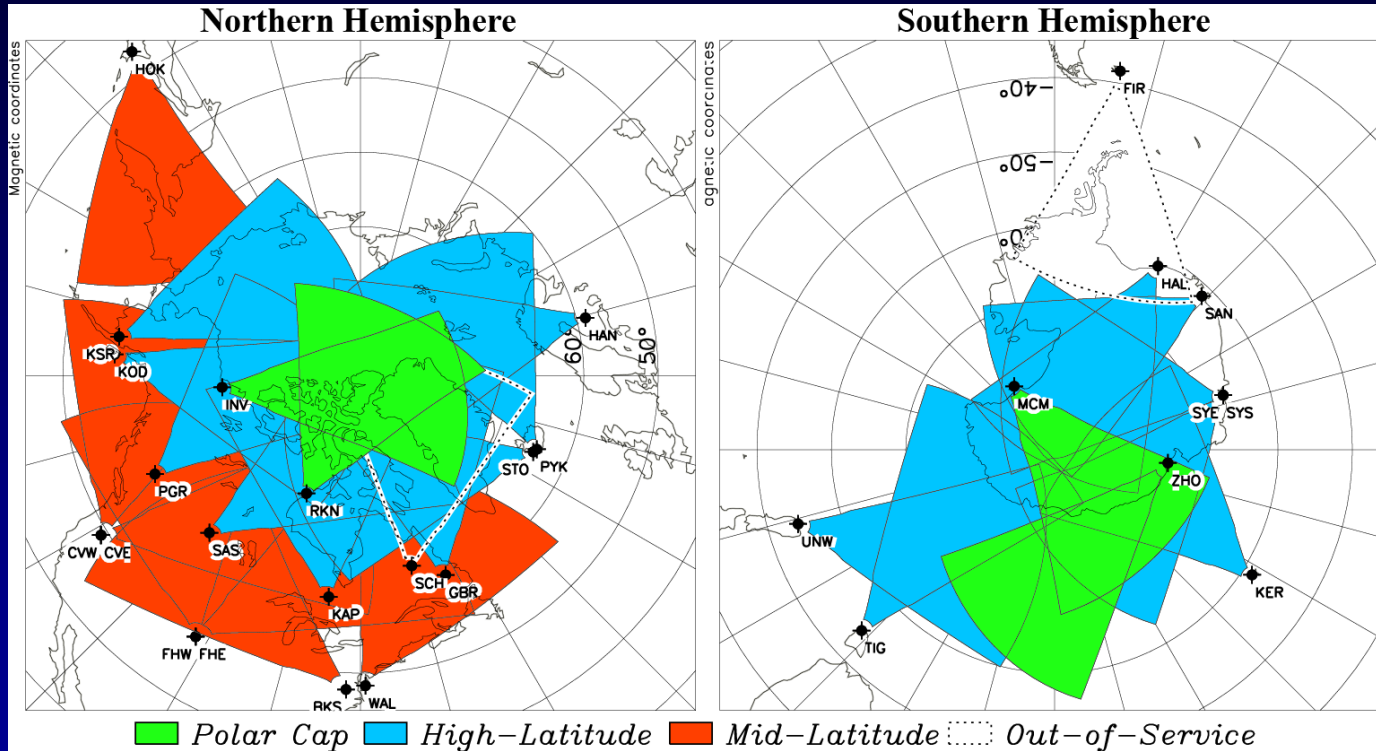 Northern Hemisphere
Southern Hemisphere
Magnetic coordinates
agnetic coordinates
HOK
FIR
-40°
-50°
0°
HAL
SAN
HAN
60°
50°
KSR
KOD
INV
MCM
SYE SYS
STO PYK
ZHO
PGR
RKN
CVW CVE
SAS
UNW
SCH
GBR
KER
KAP
FHW FHE
TIG
BKS WAL
Polar Cap
High-Latitude
Mid-Latitude
Out-of-Service